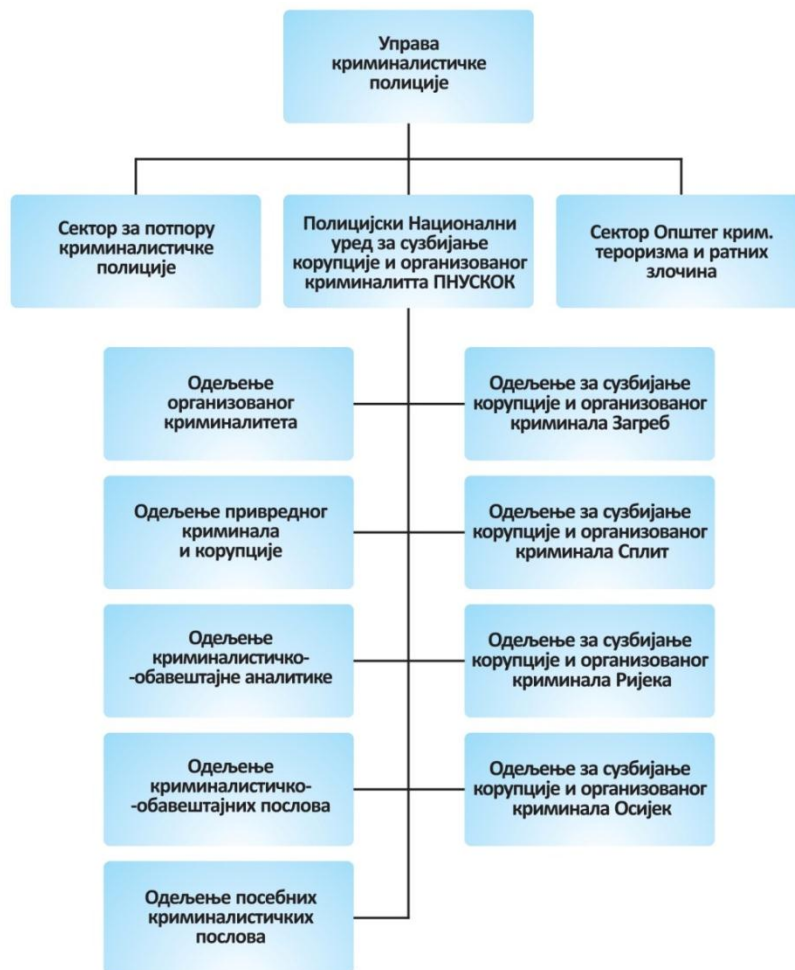 Управа
криминалистичке
полиције
Сектор за потпору
криминалистичке
полиције
Полицијски Национални
уред за сузбијање
корупције и организованог
криминалитта ПНУСКОК
Сектор Општег крим.
тероризма и ратних
злочина
Одељење
организованог
криминалитета
Одељење за сузбијање
корупције и организованог
криминала Загреб
Одељење привредног
криминала
и корупције
Одељење за сузбијање
корупције и организованог
криминала Сплит
Одељење
криминалистичко-
-обавештајне аналитике
Одељење за сузбијање
корупције и организованог
криминала Ријека
Одељење
криминалистичко-
-обавештајних послова
Одељење за сузбијање
корупције и организованог
криминала Осијек
Одељење посебних
криминалистичких
послова